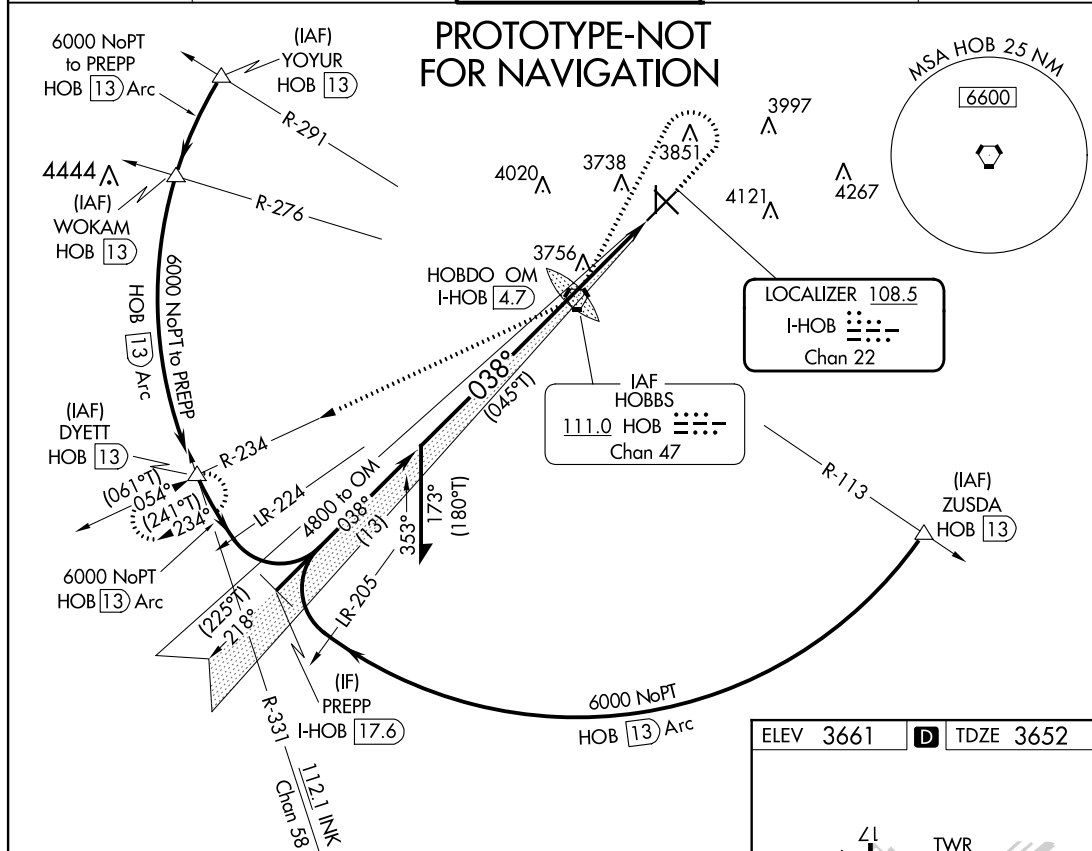 PROTOTYPE-NOT
FOR NAVIGATION
6000 NoPT
to PREPP
HOB 13 Arc
(IAF)
YOYUR
HOB 13
R-291
MSA HOB 25 NM
6600
4444
(IAF)
WOKAM
HOB 13
R-276
4020
3738
3851
3997
4121
4267
3756
HOBDO OM
I-HOB 4.7
LOCALIZER 108.5
I-HOB
Chan 22
6000 NoPT to PREPP
HOB 13 Arc
038°
(045°T)
IAF
HOBBS
111.0 HOB
Chan 47
(IAF)
DYETT
HOB 13
R-234
LR-224
(061°T)
054°
(241°T)
234°
4800 to OM
038°
(13)
353°
173°
(180°T)
R-113
(IAF)
ZUSDA
HOB 13
6000 NoPT
HOB 13 Arc
LR-205
(225°T)
218°
(IF)
PREPP
I-HOB 17.6
R-331
112.1 INK
Chan 58
6000 NoPT
HOB 13 Arc
ELEV 3661
D
TDZE 3652
17
TWR